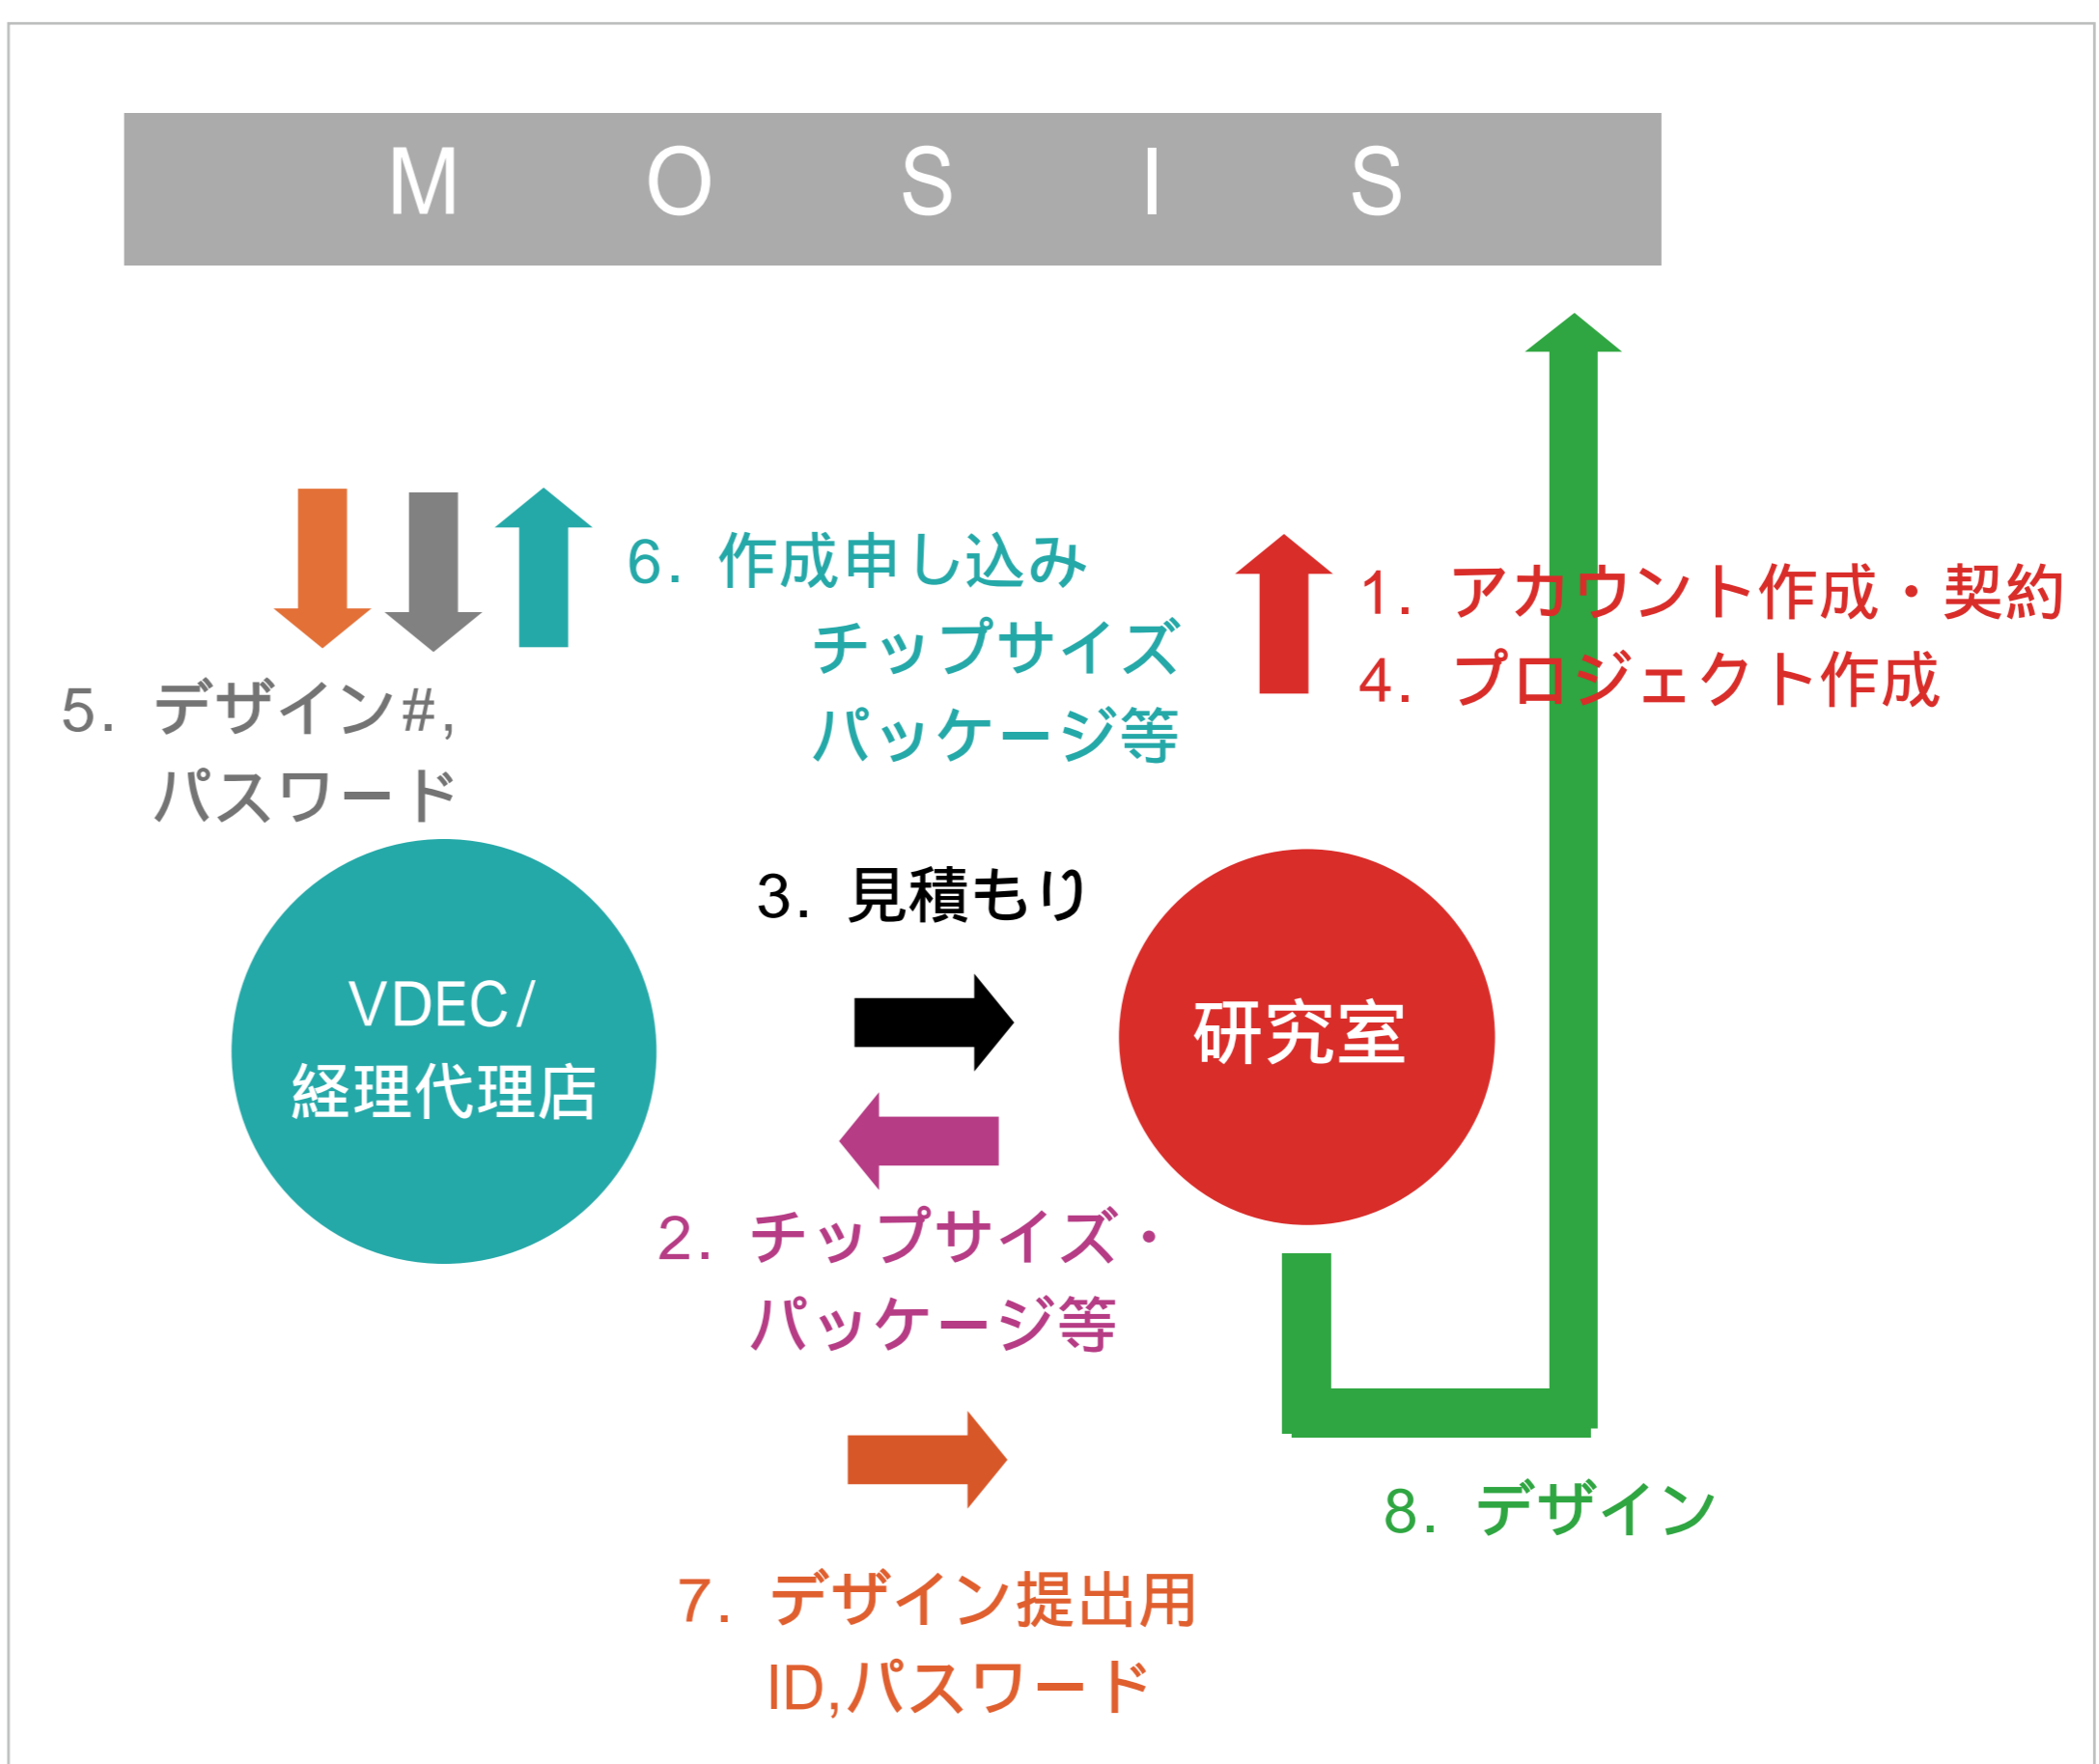 MOSIS
6. 作成申し込み
チップサイズ
パッケージ等
1. アカウント作成・契約
4. プロジェクト作成
5. デザイン#,
パスワード
3. 見積もり
VDEC/
経理代理店
研究室
2. チップサイズ・
パッケージ等
8. デザイン
7. デザイン提出用
ID,パスワード